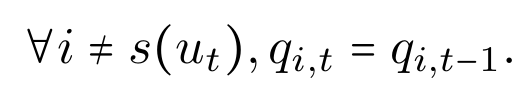 ∀i ≠ s(u_t), q_{i,t} = q_{i,t−1}.